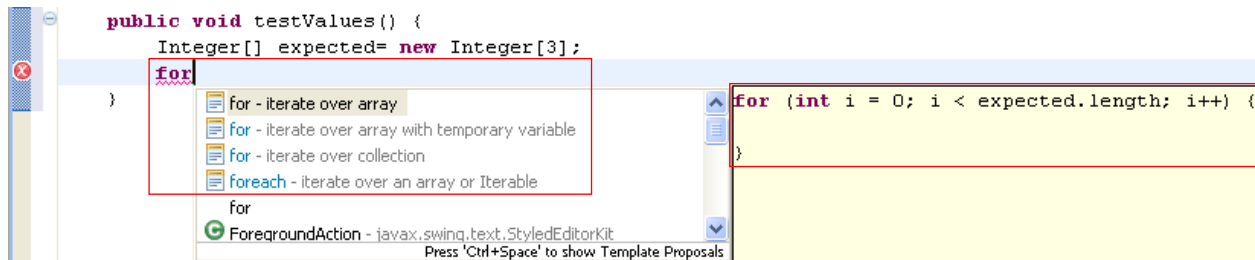 public void testValues() {
Integer[] expected= new Integer[3];
for
}
for - iterate over array
for - iterate over array with temporary variable
for - iterate over collection
foreach - iterate over an array or Iterable
for
ForegroundAction - javax.swing.text.StyledEditorKit
Press 'Ctrl+Space' to show Template Proposals
for (int i = 0; i < expected.length; i++) {
}